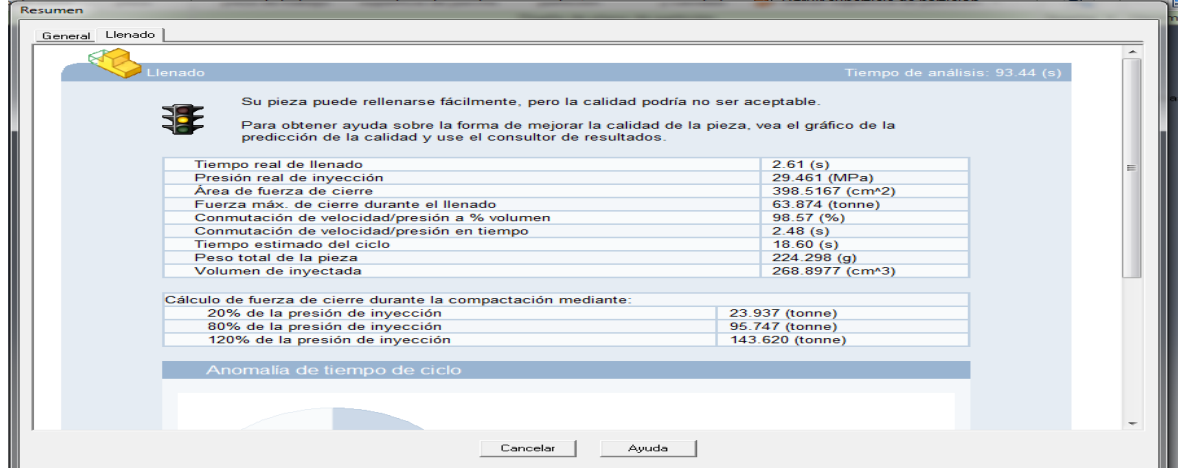 Resumen
General Llenado
Llenado Tiempo de análisis: 93.44 (s)
Su pieza puede rellenarse fácilmente, pero la calidad podría no ser aceptable.
Para obtener ayuda sobre la forma de mejorar la calidad de la pieza, vea el gráfico de la
predicción de la calidad y use el consultor de resultados.
Tiempo real de llenado 2.61 (s)
Presión real de inyección 29.461 (MPa)
Área de fuerza de cierre 398.5167 (cm^2)
Fuerza máx. de cierre durante el llenado 63.874 (tonne)
Conmutación de velocidad/presión a % volumen 98.57 (%)
Conmutación de velocidad/presión en tiempo 2.48 (s)
Tiempo estimado del ciclo 18.60 (s)
Peso total de la pieza 224.298 (g)
Volumen de inyectada 268.8977 (cm^3)
Cálculo de fuerza de cierre durante la compactación mediante:
20% de la presión de inyección 23.937 (tonne)
80% de la presión de inyección 95.747 (tonne)
120% de la presión de inyección 143.620 (tonne)
Anomalía de tiempo de ciclo
Cancelar Ayuda